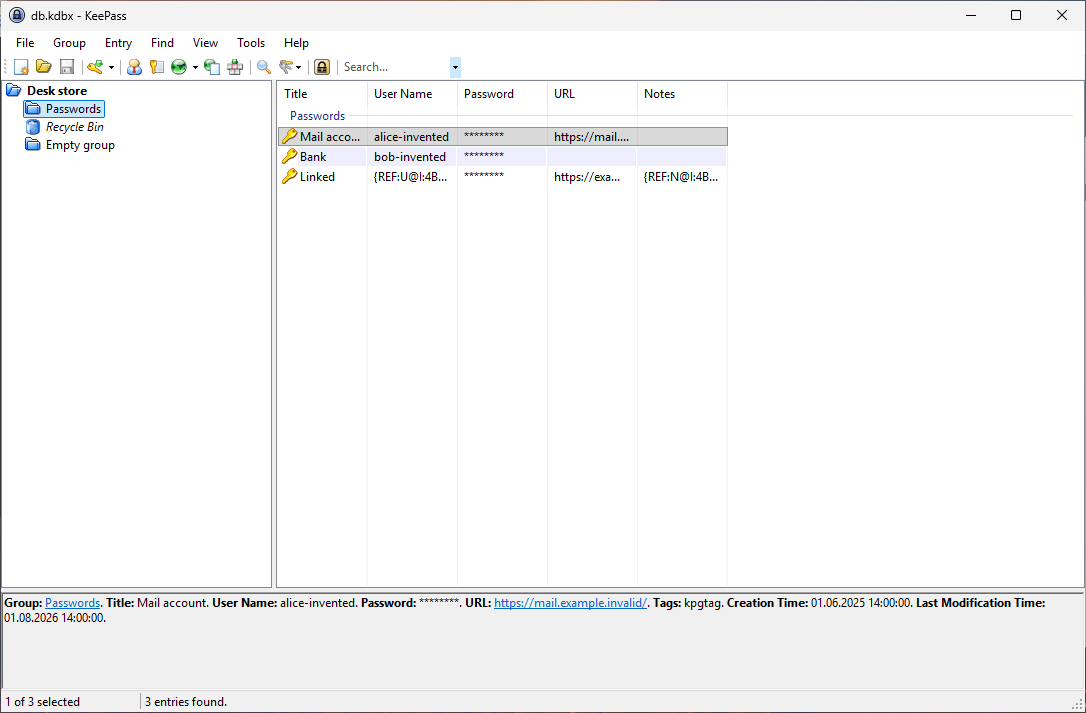 db.kdbx - KeePass
File Group Entry Find View Tools Help
Search...
Desk store
Passwords
Recycle Bin
Empty group
Title User Name Password URL Notes
Passwords
Mail acco... alice-invented ******** https://mail....
Bank bob-invented ********
Linked {REF:U@I:4B... ******** https://exa... {REF:N@I:4B...
Group: Passwords. Title: Mail account. User Name: alice-invented. Password: ********. URL: https://mail.example.invalid/. Tags: kpgtag. Creation Time: 01.06.2025 14:00:00. Last Modification Time:
01.08.2026 14:00:00.
1 of 3 selected 3 entries found.